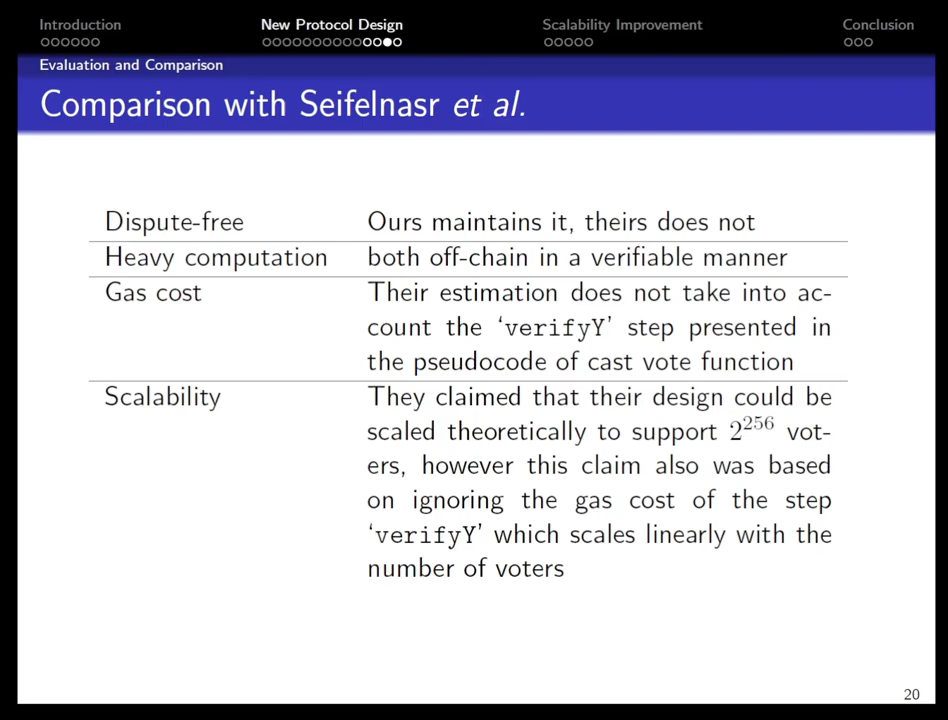 Introduction New Protocol Design Scalability Improvement Conclusion
Evaluation and Comparison
Comparison with Seifelnasr et al.
Dispute-free Ours maintains it, theirs does not
Heavy computation both off-chain in a verifiable manner
Gas cost Their estimation does not take into ac-
count the ‘verifyY’ step presented in
the pseudocode of cast vote function
Scalability They claimed that their design could be
scaled theoretically to support 2^256 vot-
ers, however this claim also was based
on ignoring the gas cost of the step
‘verifyY’ which scales linearly with the
number of voters
20